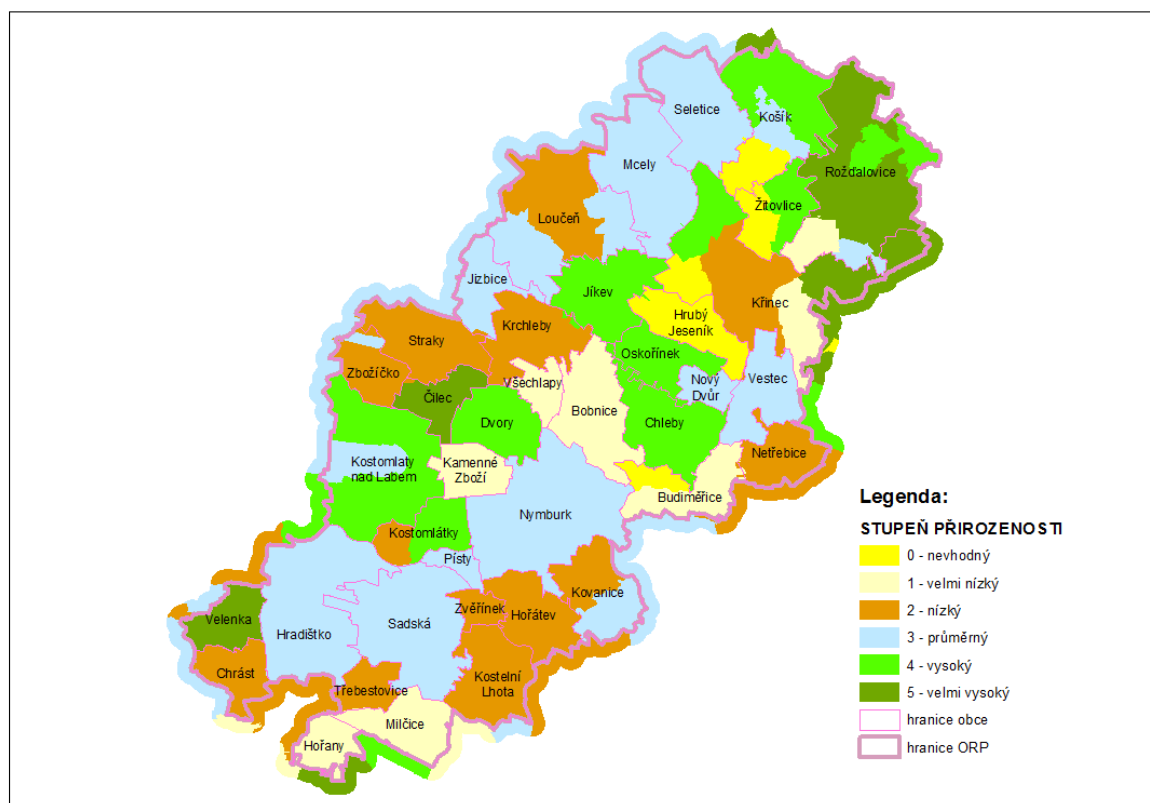 Seletice
Košík
Mcely
Rožďalovice
Žitovlice
Loučeň
Jizbice
Jíkev
Křinec
Hrubý
Jeseník
Krchleby
Straky
Oskořínek
Zbožíčko
Všechlapy
Nový
Dvůr
Vestec
Čilec
Bobnice
Dvory
Chleby
Netřebice
Kostomlaty
nad Labem
Kamenné
Zboží
Budiměřice
Nymburk
Kostomlátky
Písty
Kovanice
Velenka
Zvěřínek
Hořátev
Hradištko
Sadská
Chrást
Kostelní
Lhota
Třebestovice
Milčice
Hořany
Legenda:
STUPEŇ PŘIROZENOSTI
0 - nevhodný
1 - velmi nízký
2 - nízký
3 - průměrný
4 - vysoký
5 - velmi vysoký
hranice obce
hranice ORP